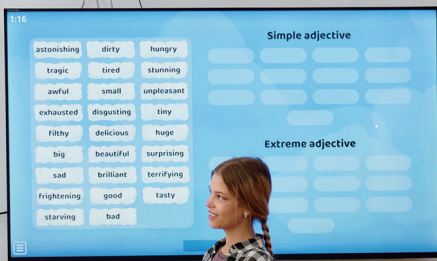 1:16
Simple adjective
astonishing dirty hungry
tragic tired stunning
awful small unpleasant
exhausted disgusting tiny
filthy delicious huge
Extreme adjective
big beautiful surprising
sad brilliant terrifying
frightening good tasty
starving bad